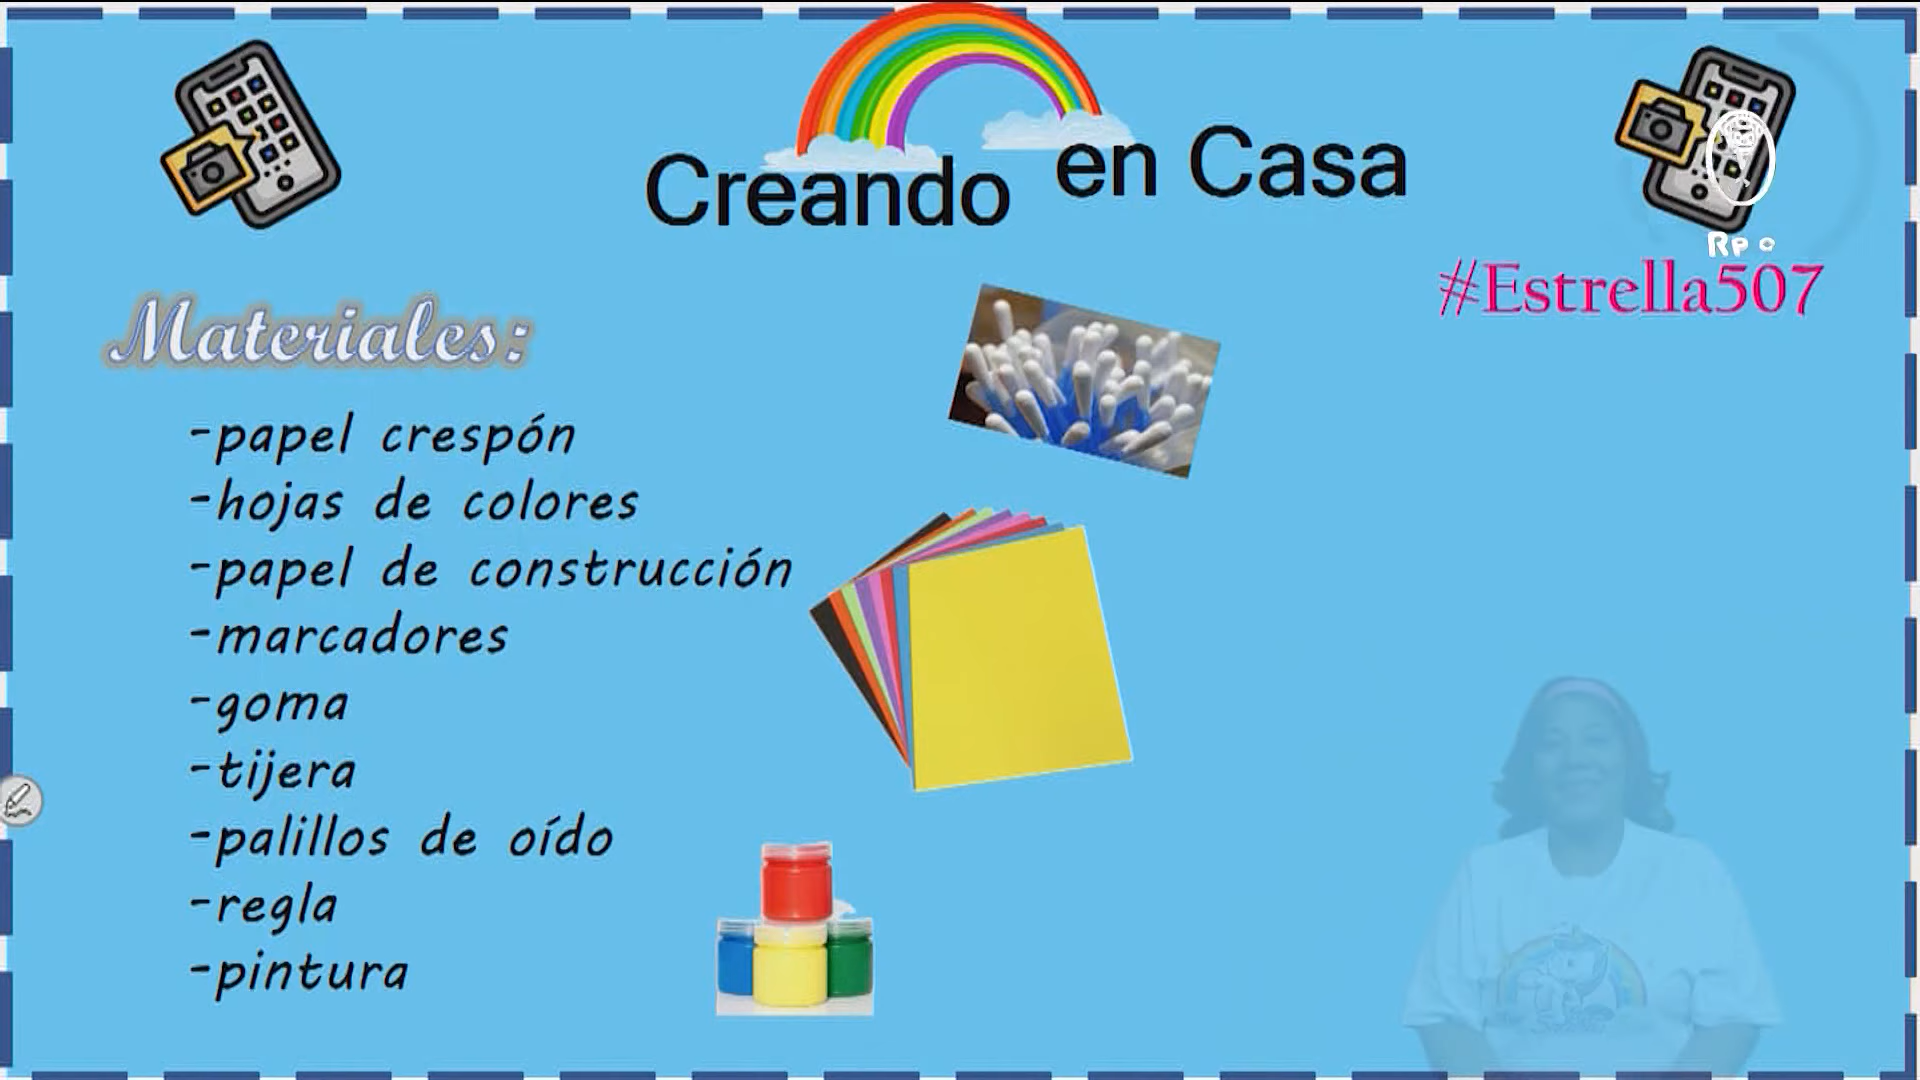 Creando en Casa
#Estrella507
Materiales:
-papel crespón
-hojas de colores
-papel de construcción
-marcadores
-goma
-tijera
-palillos de oído
-regla
-pintura